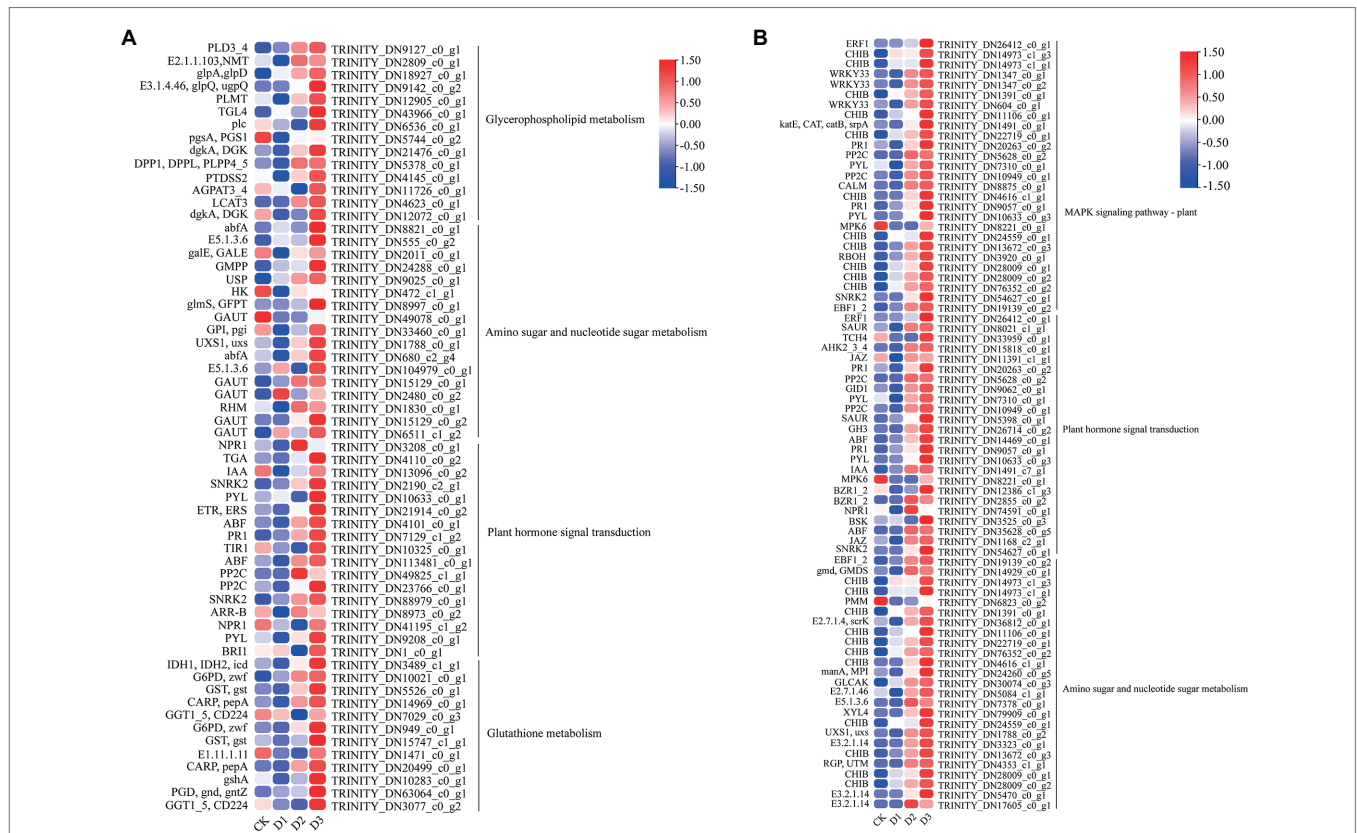 A
PLD3_4 TRINITY_DN9127_c0_g1
E2.1.1.103,NMT TRINITY_DN2809_c0_g1
glpA,glpD TRINITY_DN18927_c0_g1
E3.1.4.46, glpQ, ugpQ TRINITY_DN9142_c0_g2
PLMT TRINITY_DN12905_c0_g1
TGL4 TRINITY_DN43966_c0_g1
plc TRINITY_DN6536_c0_g1
pgsA, PGS1 TRINITY_DN5744_c0_g2
dgkA, DGK TRINITY_DN21476_c0_g1
DPP1, DPPL, PLPP4_5 TRINITY_DN5378_c0_g1
PTDSS2 TRINITY_DN4145_c0_g1
AGPAT3_4 TRINITY_DN11726_c0_g1
LCAT3 TRINITY_DN4623_c0_g1
dgkA, DGK TRINITY_DN12072_c0_g1
Glycerophospholipid metabolism
abfA TRINITY_DN8821_c0_g1
E5.1.3.6 TRINITY_DN555_c0_g2
galE, GALE TRINITY_DN2011_c0_g1
GMPP TRINITY_DN24288_c0_g1
USP TRINITY_DN9025_c0_g1
HK TRINITY_DN472_c1_g1
glmS, GFPT TRINITY_DN8997_c0_g1
GAUT TRINITY_DN49078_c0_g1
GPI, pgi TRINITY_DN33460_c0_g1
UXS1, uxs TRINITY_DN1788_c0_g1
abfA TRINITY_DN680_c2_g4
E5.1.3.6 TRINITY_DN104979_c0_g1
GAUT TRINITY_DN15129_c0_g1
GAUT TRINITY_DN2480_c0_g2
RHM TRINITY_DN1830_c0_g1
GAUT TRINITY_DN15129_c0_g2
GAUT TRINITY_DN6511_c1_g2
Amino sugar and nucleotide sugar metabolism
NPR1 TRINITY_DN3208_c0_g1
TGA TRINITY_DN4110_c0_g2
IAA TRINITY_DN13096_c0_g2
SNRK2 TRINITY_DN2190_c2_g1
PYL TRINITY_DN10633_c0_g1
ETR, ERS TRINITY_DN21914_c0_g2
ABF TRINITY_DN4101_c0_g1
PR1 TRINITY_DN7129_c1_g2
TIR1 TRINITY_DN10325_c0_g1
ABF TRINITY_DN113481_c0_g1
PP2C TRINITY_DN49825_c1_g1
PP2C TRINITY_DN23766_c0_g1
SNRK2 TRINITY_DN88979_c0_g1
ARR-B TRINITY_DN8973_c0_g2
NPR1 TRINITY_DN41195_c1_g2
PYL TRINITY_DN9208_c0_g1
BRI1 TRINITY_DN1_c0_g1
Plant hormone signal transduction
IDH1, IDH2, icd TRINITY_DN3489_c1_g1
G6PD, zwf TRINITY_DN10021_c0_g1
GST, gst TRINITY_DN5526_c0_g1
CARP, pepA TRINITY_DN14969_c0_g1
GGT1_5, CD224 TRINITY_DN7029_c0_g3
G6PD, zwf TRINITY_DN949_c0_g1
GST, gst TRINITY_DN15747_c1_g1
E1.11.1.11 TRINITY_DN1471_c0_g1
CARP, pepA TRINITY_DN20499_c0_g1
gshA TRINITY_DN10283_c0_g1
PGD, gnd, gntZ TRINITY_DN63064_c0_g1
GGT1_5, CD224 TRINITY_DN3077_c0_g2
Glutathione metabolism
CK D1 D2 D3
1.50
1.00
0.50
0.00
-0.50
-1.00
-1.50
B
ERF1 TRINITY_DN26412_c0_g1
CHIB TRINITY_DN14973_c1_g3
CHIB TRINITY_DN14973_c1_g1
WRKY33 TRINITY_DN1347_c0_g1
WRKY33 TRINITY_DN1347_c0_g2
CHIB TRINITY_DN1391_c0_g1
WRKY33 TRINITY_DN604_c0_g1
CHIB TRINITY_DN11106_c0_g1
katE, CAT, catB, srpA TRINITY_DN1491_c0_g1
CHIB TRINITY_DN22719_c0_g1
PR1 TRINITY_DN20263_c0_g2
PP2C TRINITY_DN5628_c0_g2
PYL TRINITY_DN7310_c0_g1
PP2C TRINITY_DN10949_c0_g1
CALM TRINITY_DN8875_c0_g1
CHIB TRINITY_DN4616_c1_g1
PR1 TRINITY_DN9057_c0_g1
PYL TRINITY_DN10633_c0_g3
MPK6 TRINITY_DN8221_c0_g1
CHIB TRINITY_DN24559_c0_g1
CHIB TRINITY_DN13672_c0_g3
RBOH TRINITY_DN3920_c0_g1
CHIB TRINITY_DN28009_c0_g1
CHIB TRINITY_DN28009_c0_g2
CHIB TRINITY_DN76352_c0_g2
SNRK2 TRINITY_DN54627_c0_g1
EBF1_2 TRINITY_DN19139_c0_g2
MAPK signaling pathway - plant
ERF1 TRINITY_DN26412_c0_g1
SAUR TRINITY_DN8021_c1_g1
TCH4 TRINITY_DN33959_c0_g1
AHK2_3_4 TRINITY_DN15818_c0_g1
JAZ TRINITY_DN11391_c1_g1
PR1 TRINITY_DN20263_c0_g2
PP2C TRINITY_DN5628_c0_g2
GID1 TRINITY_DN9062_c0_g1
PYL TRINITY_DN7310_c0_g1
PP2C TRINITY_DN10949_c0_g1
SAUR TRINITY_DN5398_c0_g1
GH3 TRINITY_DN26714_c0_g2
ABF TRINITY_DN14469_c0_g1
PR1 TRINITY_DN9057_c0_g1
PYL TRINITY_DN10633_c0_g3
IAA TRINITY_DN1491_c7_g1
MPK6 TRINITY_DN8221_c0_g1
BZR1_2 TRINITY_DN12386_c1_g3
BZR1_2 TRINITY_DN2855_c0_g2
NPR1 TRINITY_DN74591_c0_g1
BSK TRINITY_DN3525_c0_g3
ABF TRINITY_DN35628_c0_g5
JAZ TRINITY_DN1168_c2_g1
SNRK2 TRINITY_DN54627_c0_g1
Plant hormone signal transduction
EBF1_2 TRINITY_DN19139_c0_g2
gmd, GMDS TRINITY_DN14929_c0_g1
CHIB TRINITY_DN14973_c1_g3
CHIB TRINITY_DN14973_c1_g1
PMM TRINITY_DN6823_c0_g2
CHIB TRINITY_DN1391_c0_g1
E2.7.1.4, scrK TRINITY_DN36812_c0_g1
CHIB TRINITY_DN11106_c0_g1
CHIB TRINITY_DN22719_c0_g1
CHIB TRINITY_DN76352_c0_g2
CHIB TRINITY_DN4616_c1_g1
manA, MPI TRINITY_DN24260_c0_g5
GLCAK TRINITY_DN30074_c0_g3
E2.7.1.46 TRINITY_DN5084_c1_g1
E5.1.3.6 TRINITY_DN7378_c0_g1
XYL4 TRINITY_DN79909_c0_g1
CHIB TRINITY_DN24559_c0_g1
UXS1, uxs TRINITY_DN1788_c0_g2
E3.2.1.14 TRINITY_DN3323_c0_g1
CHIB TRINITY_DN13672_c0_g3
RGP, UTM TRINITY_DN4353_c1_g1
CHIB TRINITY_DN28009_c0_g1
CHIB TRINITY_DN28009_c0_g2
E3.2.1.14 TRINITY_DN5470_c0_g1
E3.2.1.14 TRINITY_DN17605_c0_g1
Amino sugar and nucleotide sugar metabolism
CK D1 D2 D3
1.50
1.00
0.50
0.00
-0.50
-1.00
-1.50